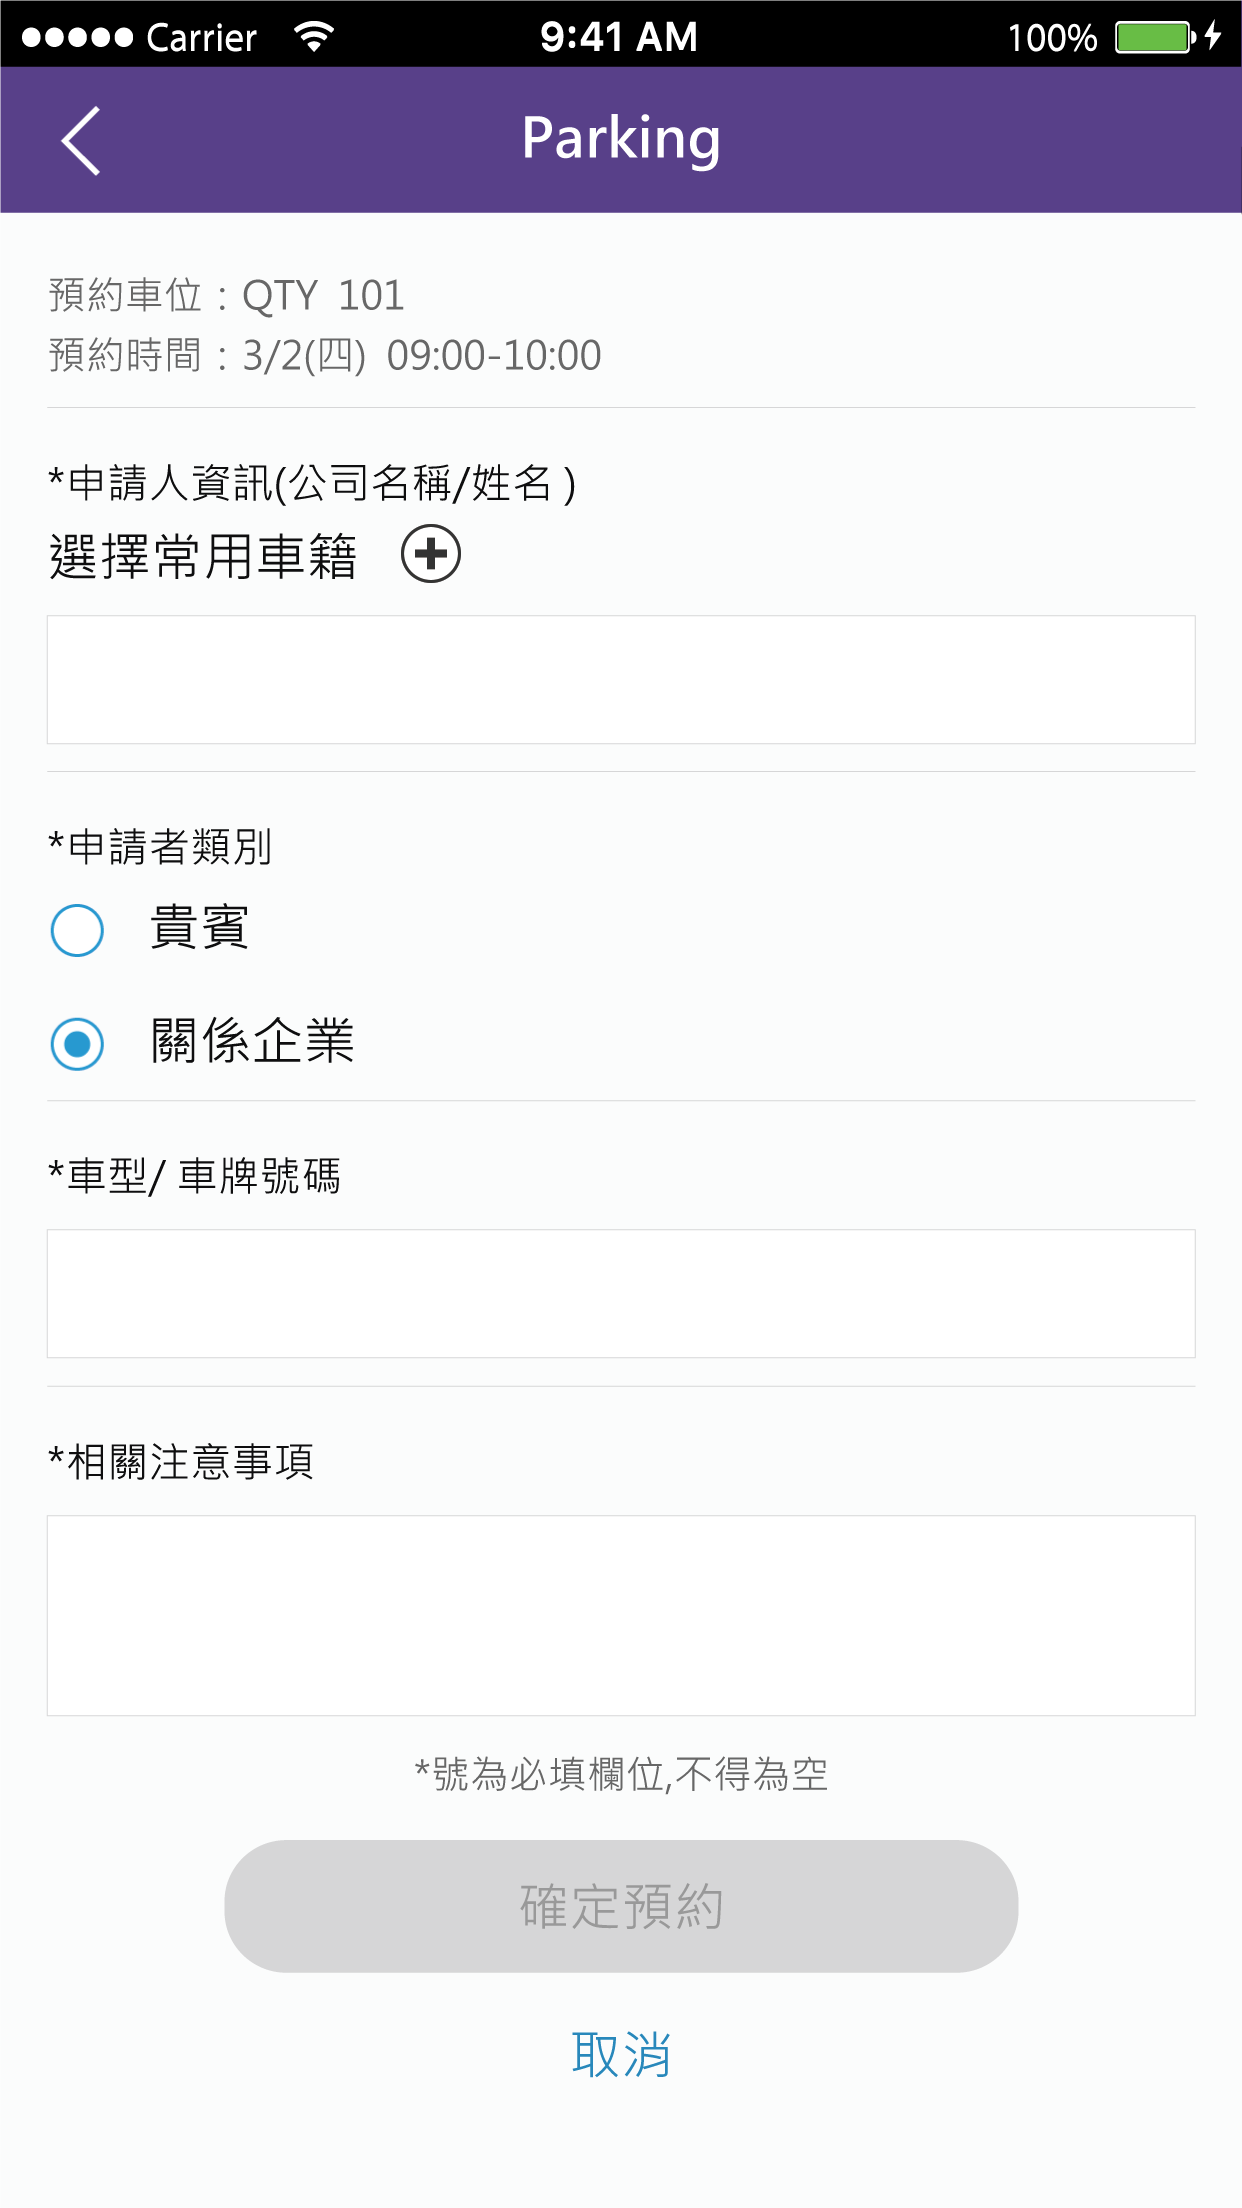 Carrier 9:41 AM 100%
Parking
預約車位：QTY 101
預約時間：3/2(四) 09:00-10:00
*申請人資訊(公司名稱/姓名 )
選擇常用車籍
*申請者類別
貴賓
關係企業
*車型/ 車牌號碼
*相關注意事項
*號為必填欄位,不得為空
確定預約
取消